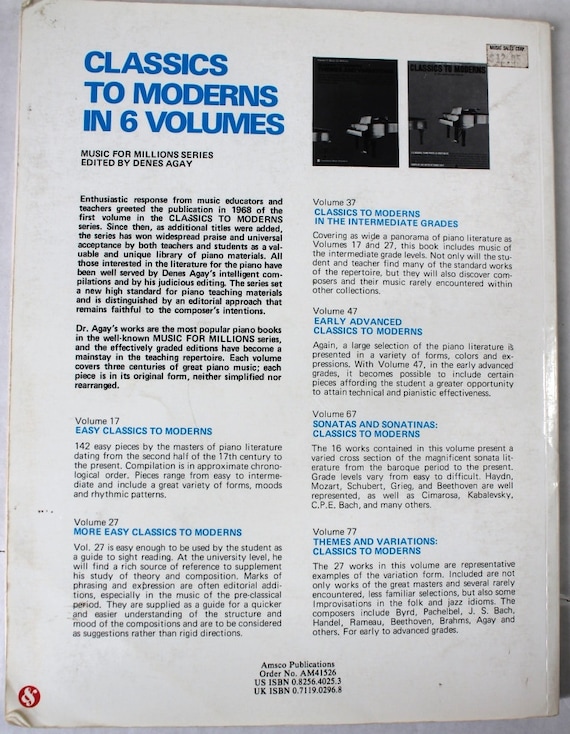 CLASSICS
TO MODERNS
IN 6 VOLUMES
MUSIC FOR MILLIONS SERIES
EDITED BY DENES AGAY
MUSIC SALES CORP
CLASSICS TO MODERNS
Enthusiastic response from music educators and
teachers greeted the publication in 1968 of the
first volume in the CLASSICS TO MODERNS
series. Since then, as additional titles were added,
the series has won widespread praise and universal
acceptance by both teachers and students as a val-
uable and unique library of piano materials. All
those interested in the literature for the piano have
been well served by Denes Agay's intelligent com-
pilations and by his judicious editing. The series set
a new high standard for piano teaching materials
and is distinguished by an editorial approach that
remains faithful to the composer's intentions.
Dr. Agay's works are the most popular piano books
in the well-known MUSIC FOR MILLIONS series,
and the effectively graded editions have become a
mainstay in the teaching repertoire. Each volume
covers three centuries of great piano music; each
piece is in its original form, neither simplified nor
rearranged.
Volume 17
EASY CLASSICS TO MODERNS
142 easy pieces by the masters of piano literature
dating from the second half of the 17th century to
the present. Compilation is in approximate chrono-
logical order. Pieces range from easy to interme-
diate and include a great variety of forms, moods
and rhythmic patterns.
Volume 27
MORE EASY CLASSICS TO MODERNS
Vol. 27 is easy enough to be used by the student as
a guide to sight reading. At the university level, he
will find a rich source of reference to supplement
his study of theory and composition. Marks of
phrasing and expression are often editorial addi-
tions, especially in the music of the pre-classical
period. They are supplied as a guide for a quicker
and easier understanding of the structure and
mood of the compositions and are to be considered
as suggestions rather than rigid directions.
Volume 37
CLASSICS TO MODERNS
IN THE INTERMEDIATE GRADES
Covering as wide a panorama of piano literature as
Volumes 17 and 27, this book includes music of
the intermediate grade levels. Not only will the stu-
dent and teacher find many of the standard works
of the repertoire, but they will also discover com-
posers and their music rarely encountered within
other collections.
Volume 47
EARLY ADVANCED
CLASSICS TO MODERNS
Again, a large selection of the piano literature is
presented in a variety of forms, colors and ex-
pressions. With Volume 47, in the early advanced
grades, it becomes possible to include certain
pieces affording the student a greater opportunity
to attain technical and pianistic effectiveness.
Volume 67
SONATAS AND SONATINAS:
CLASSICS TO MODERNS
The 16 works contained in this volume present a
varied cross section of the magnificent sonata lit-
erature from the baroque period to the present.
Grade levels vary from easy to difficult. Haydn,
Mozart, Schubert, Grieg, and Beethoven are well
represented, as well as Cimarosa, Kabalevsky,
C.P.E. Bach, and many others.
Volume 77
THEMES AND VARIATIONS:
CLASSICS TO MODERNS
The 27 works in this volume are representative
examples of the variation form. Included are not
only works of the great masters and several rarely
encountered, less familiar selections, but also some
Improvisations in the folk and jazz idioms. The
composers include Byrd, Pachelbel, J. S. Bach,
Handel, Rameau, Beethoven, Brahms, Agay and
others. For early to advanced grades.
Amsco Publications
Order No. AM41526
US ISBN 0.8256.4025.3
UK ISBN 0.7119.0296.8